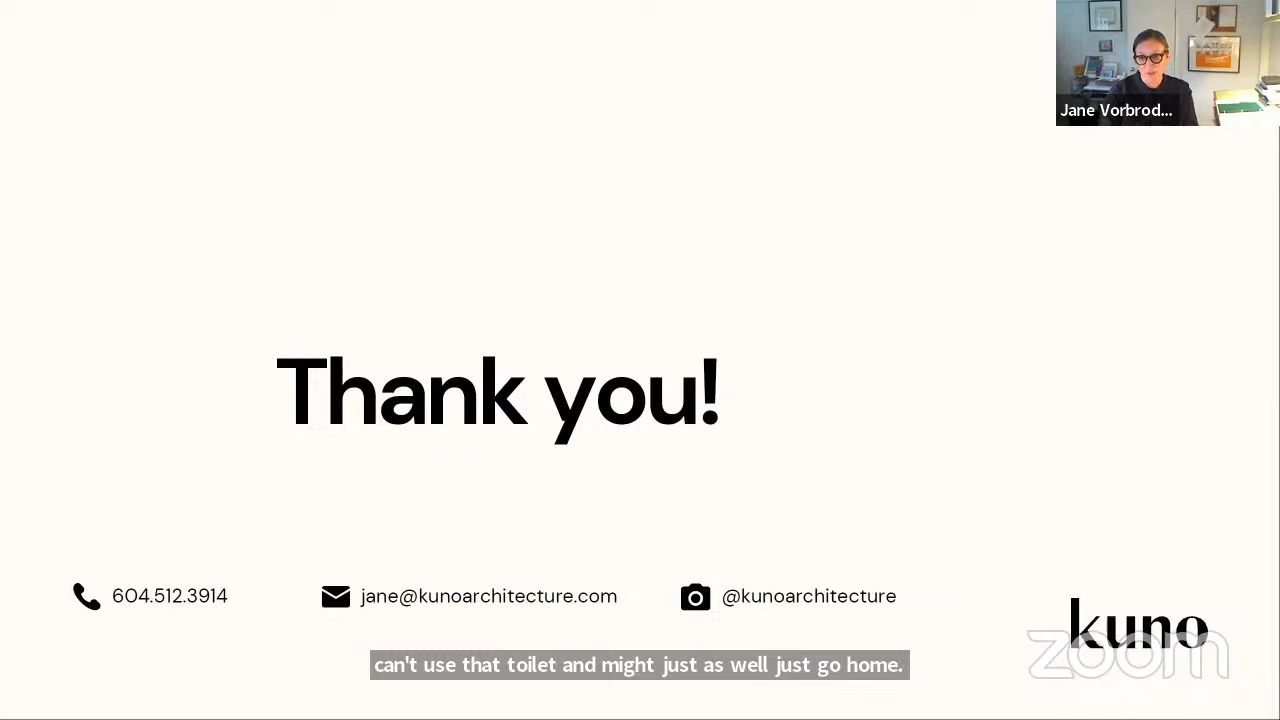 Jane Vorbrod...
Thank you!
604.512.3914
jane@kunoarchitecture.com
@kunoarchitecture
kuno
zoom
can't use that toilet and might just as well just go home.